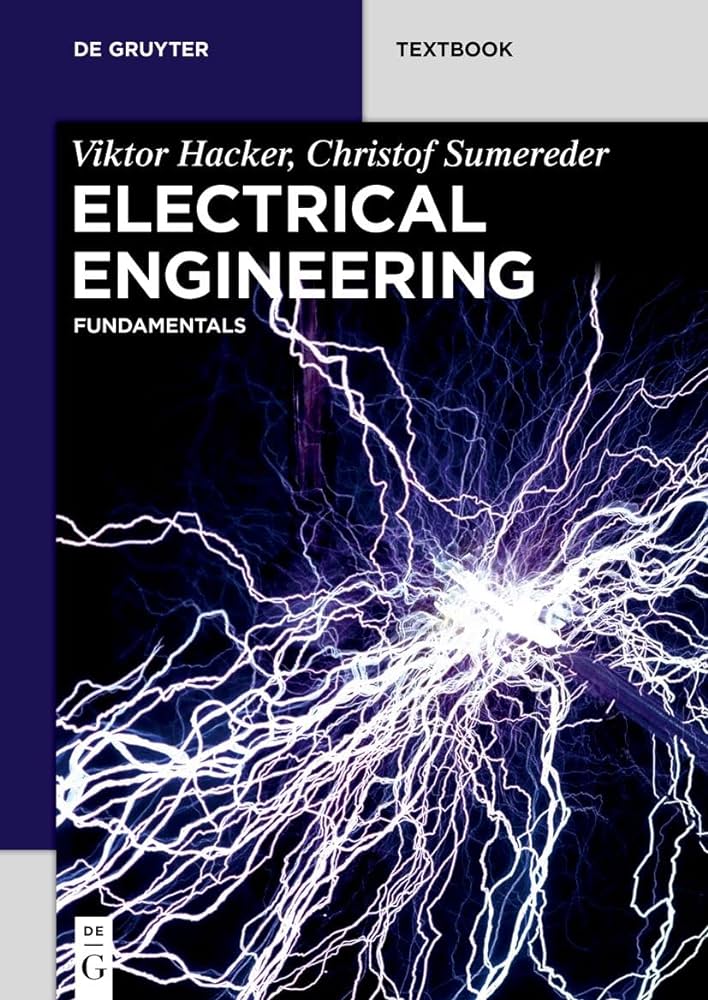 DE GRUYTER
TEXTBOOK
Viktor Hacker, Christof Sumereder
ELECTRICAL
ENGINEERING
FUNDAMENTALS
DE
G